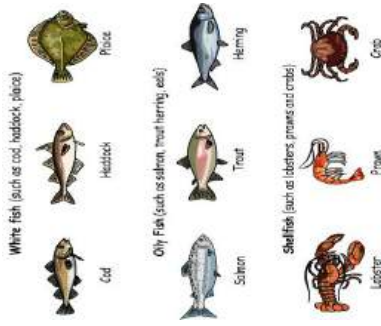 White fish (such as cod, haddock, plaice)
Cod Haddock Plaice
Oily Fish (such as salmon, trout herring, eels)
Salmon Trout Herring
Shellfish (such as lobsters, prawns and crabs)
Lobster Prawn Crab